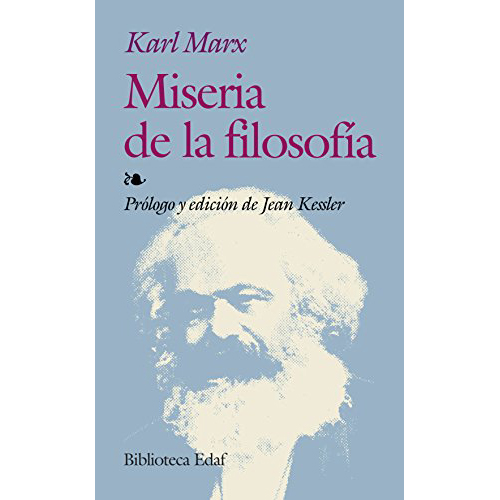 Karl Marx
Miseria
de la filosofía
Prólogo y edición de Jean Kessler
Biblioteca Edaf